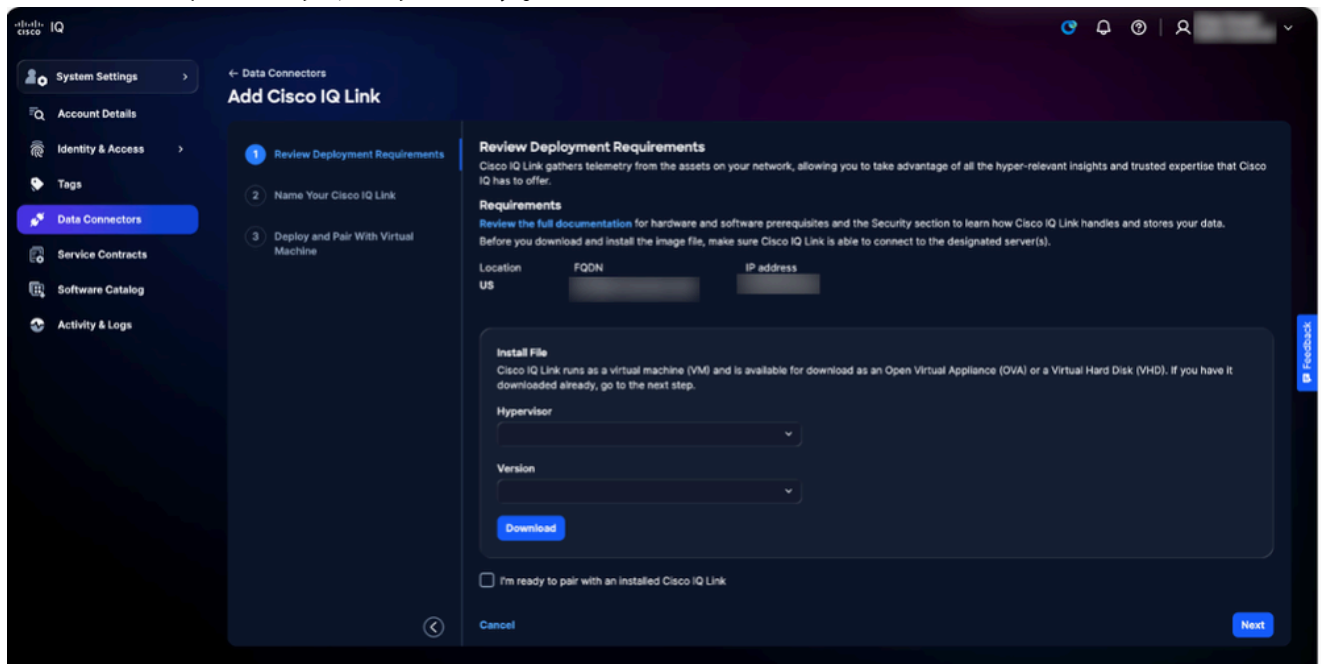 cisco IQ
System Settings
Account Details
Identity & Access
Tags
Data Connectors
Service Contracts
Software Catalog
Activity & Logs
← Data Connectors
Add Cisco IQ Link
1 Review Deployment Requirements
2 Name Your Cisco IQ Link
3 Deploy and Pair With Virtual
Machine
Review Deployment Requirements
Cisco IQ Link gathers telemetry from the assets on your network, allowing you to take advantage of all the hyper-relevant insights and trusted expertise that Cisco
IQ has to offer.
Requirements
Review the full documentation for hardware and software prerequisites and the Security section to learn how Cisco IQ Link handles and stores your data.
Before you download and install the image file, make sure Cisco IQ Link is able to connect to the designated server(s).
Location FQDN IP address
US
Install File
Cisco IQ Link runs as a virtual machine (VM) and is available for download as an Open Virtual Appliance (OVA) or a Virtual Hard Disk (VHD). If you have it
downloaded already, go to the next step.
Hypervisor
Version
Download
I'm ready to pair with an installed Cisco IQ Link
Cancel Next
Feedback